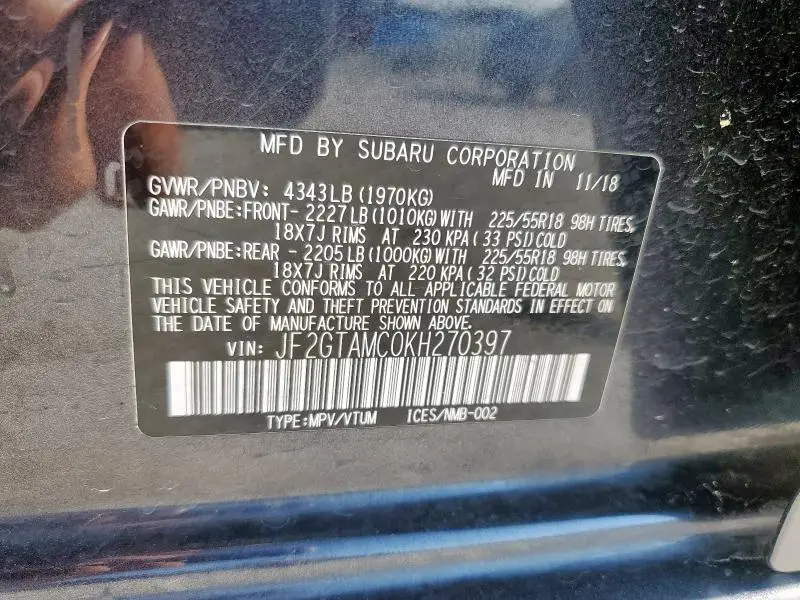 MFD BY SUBARU CORPORATION
MFD IN 11/18
GVWR/PNBV: 4343LB (1970KG)
GAWR/PNBE:FRONT- 2227LB (1010KG) WITH 225/55R18 98H TIRES,
18X7J RIMS AT 230 KPA ( 33 PSI) COLD
GAWR/PNBE:REAR - 2205LB (1000KG) WITH 225/55R18 98H TIRES,
18X7J RIMS AT 220 KPA ( 32 PSI) COLD
THIS VEHICLE CONFORMS TO ALL APPLICABLE FEDERAL MOTOR
VEHICLE SAFETY AND THEFT PREVENTION STANDARDS IN EFFECT ON
THE DATE OF MANUFACTURE SHOWN ABOVE.
VIN: JF2GTAMC0KH270397
TYPE:MPV/VTUM ICES/NMB-002